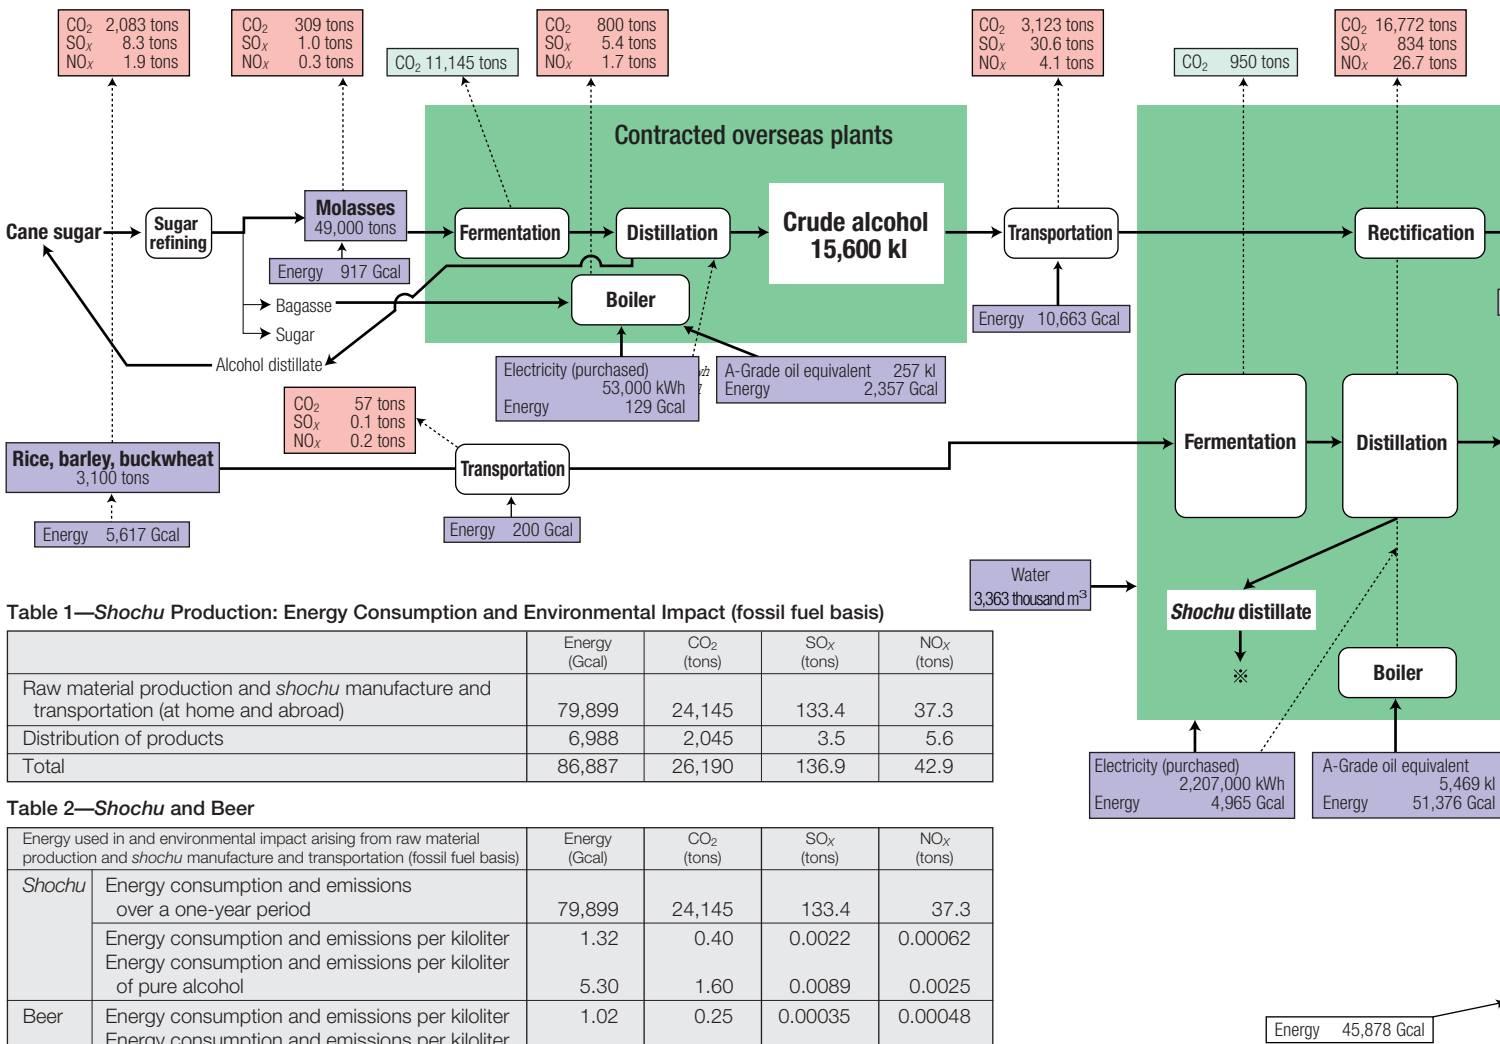 CO2 2,083 tons
SOX 8.3 tons
NOX 1.9 tons
CO2 309 tons
SOX 1.0 tons
NOX 0.3 tons
CO2 11,145 tons
CO2 800 tons
SOX 5.4 tons
NOX 1.7 tons
CO2 3,123 tons
SOX 30.6 tons
NOX 4.1 tons
CO2 950 tons
CO2 16,772 tons
SOX 834 tons
NOX 26.7 tons
Contracted overseas plants
Cane sugar
Sugar
refining
Molasses
49,000 tons
Fermentation
Distillation
Crude alcohol
15,600 kl
Transportation
Rectification
Energy 917 Gcal
Bagasse
Sugar
Alcohol distillate
Boiler
Energy 10,663 Gcal
Electricity (purchased)
53,000 kWh
Energy 129 Gcal
A-Grade oil equivalent 257 kl
Energy 2,357 Gcal
CO2 57 tons
SOX 0.1 tons
NOX 0.2 tons
Rice, barley, buckwheat
3,100 tons
Transportation
Fermentation
Distillation
Energy 5,617 Gcal
Energy 200 Gcal
Water
3,363 thousand m3
Shochu distillate
※
Boiler
Electricity (purchased)
2,207,000 kWh
Energy 4,965 Gcal
A-Grade oil equivalent
5,469 kl
Energy 51,376 Gcal
Energy 45,878 Gcal
Table 1—Shochu Production: Energy Consumption and Environmental Impact (fossil fuel basis)
Energy CO2 SOX NOX
(Gcal) (tons) (tons) (tons)
Raw material production and shochu manufacture and
transportation (at home and abroad) 79,899 24,145 133.4 37.3
Distribution of products 6,988 2,045 3.5 5.6
Total 86,887 26,190 136.9 42.9
Table 2—Shochu and Beer
Energy used in and environmental impact arising from raw material Energy CO2 SOX NOX
production and shochu manufacture and transportation (fossil fuel basis) (Gcal) (tons) (tons) (tons)
Shochu Energy consumption and emissions
over a one-year period 79,899 24,145 133.4 37.3
Energy consumption and emissions per kiloliter 1.32 0.40 0.0022 0.00062
Energy consumption and emissions per kiloliter
of pure alcohol 5.30 1.60 0.0089 0.0025
Beer Energy consumption and emissions per kiloliter 1.02 0.25 0.00035 0.00048
Energy consumption and emissions per kiloliter